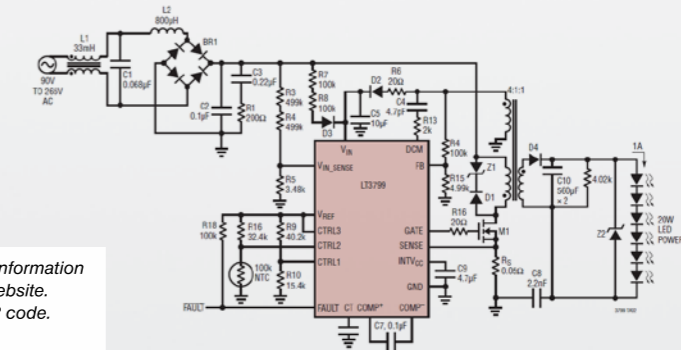 L1
33mH
L2
800µH
BR1
90V
TO 265V
AC
C1
0.068µF
C2
0.1µF
C3
0.22µF
R1
200Ω
R3
499k
R4
499k
R5
3.48k
R7
100k
R8
100k
D3
D2
R6
20Ω
C5
10µF
C4
4.7pF
R13
2k
R4
100k
R15
4.99k
4:1:1
Z1
D1
D4
C10
560µF
× 2
4.02k
1A
Z2
20W
LED
POWER
VIN
DCM
VIN_SENSE
FB
LT3799
VREF
CTRL3
CTRL2
CTRL1
GATE
SENSE
INTVCC
GND
FAULT
CT
COMP+
COMP–
R18
100k
R16
32.4k
R9
40.2k
100k
NTC
R10
15.4k
FAULT
R16
20Ω
M1
RS
0.05Ω
C9
4.7µF
C8
2.2nF
C7, 0.1µF
nformation
ebsite.
code.